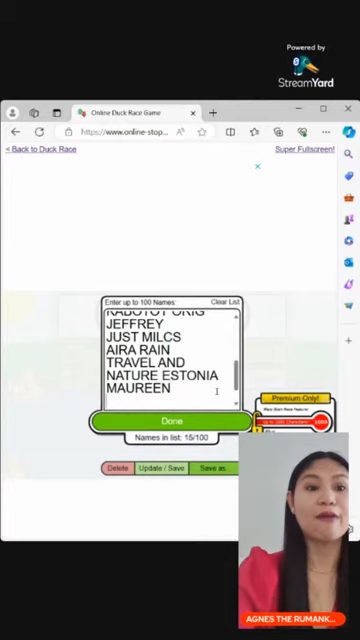 Powered by
StreamYard
Online Duck Race Game
https://www.online-stop...
< Back to Duck Race
Super Fullscreen!
Enter up to 100 Names:
Clear List
KABOTOY ORIG
JEFFREY
JUST MILCS
AIRA RAIN
TRAVEL AND
NATURE ESTONIA
MAUREEN
Done
Names in list: 15/100
Premium Only!
Delete
Update / Save
Save as...
AGNES THE RUMANK...